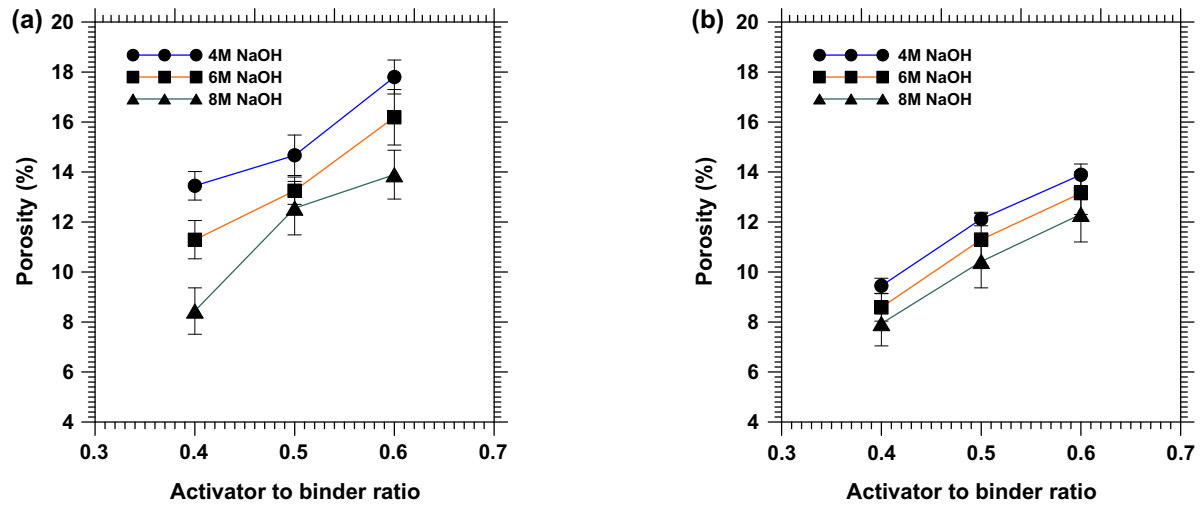 (a)
20
18
16
14
12
10
8
6
4
Porosity (%)
4M NaOH
6M NaOH
8M NaOH
0.3 0.4 0.5 0.6 0.7
Activator to binder ratio
(b)
20
18
16
14
12
10
8
6
4
Porosity (%)
4M NaOH
6M NaOH
8M NaOH
0.3 0.4 0.5 0.6 0.7
Activator to binder ratio